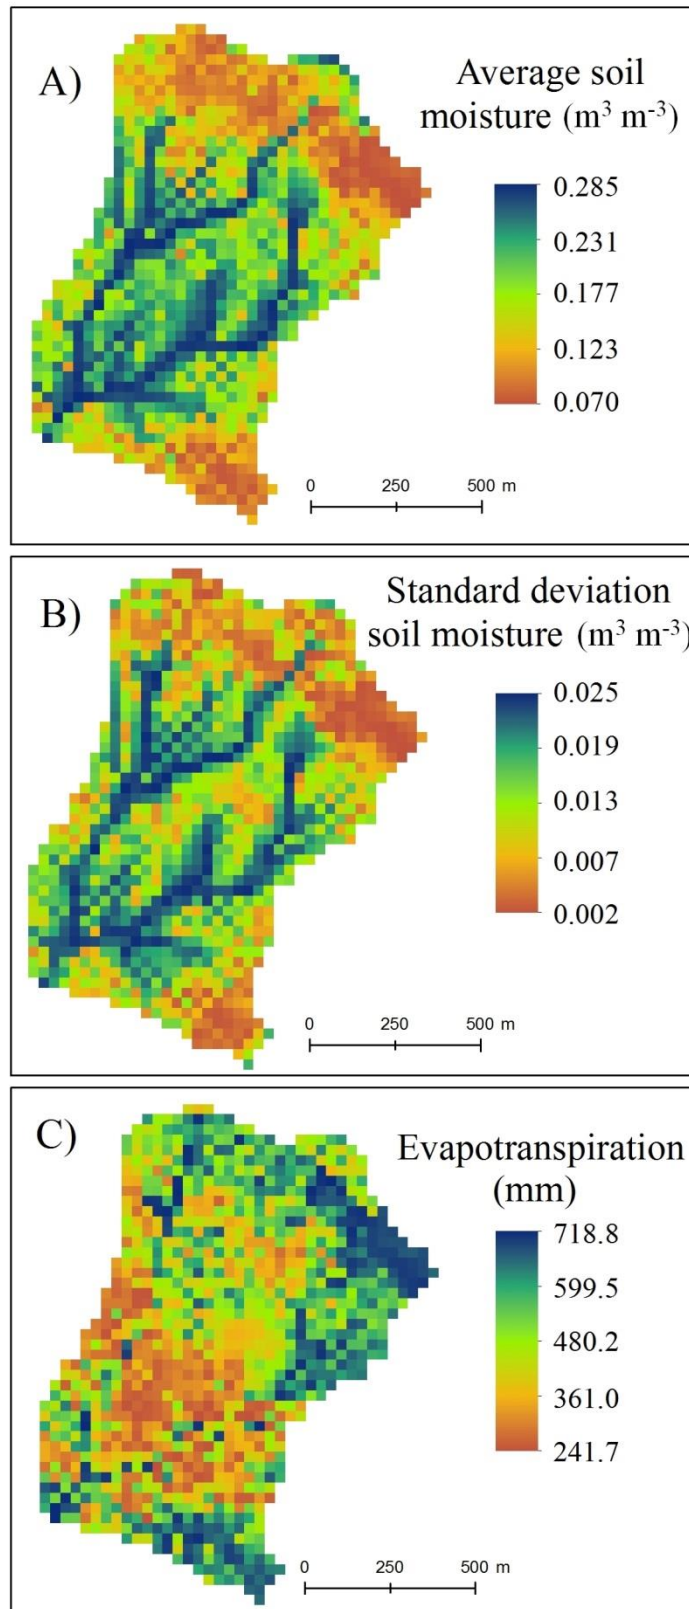 A)
Average soil
moisture (m³ m⁻³)
0.285
0.231
0.177
0.123
0.070
0 250 500 m
B)
Standard deviation
soil moisture (m³ m⁻³)
0.025
0.019
0.013
0.007
0.002
0 250 500 m
C)
Evapotranspiration
(mm)
718.8
599.5
480.2
361.0
241.7
0 250 500 m